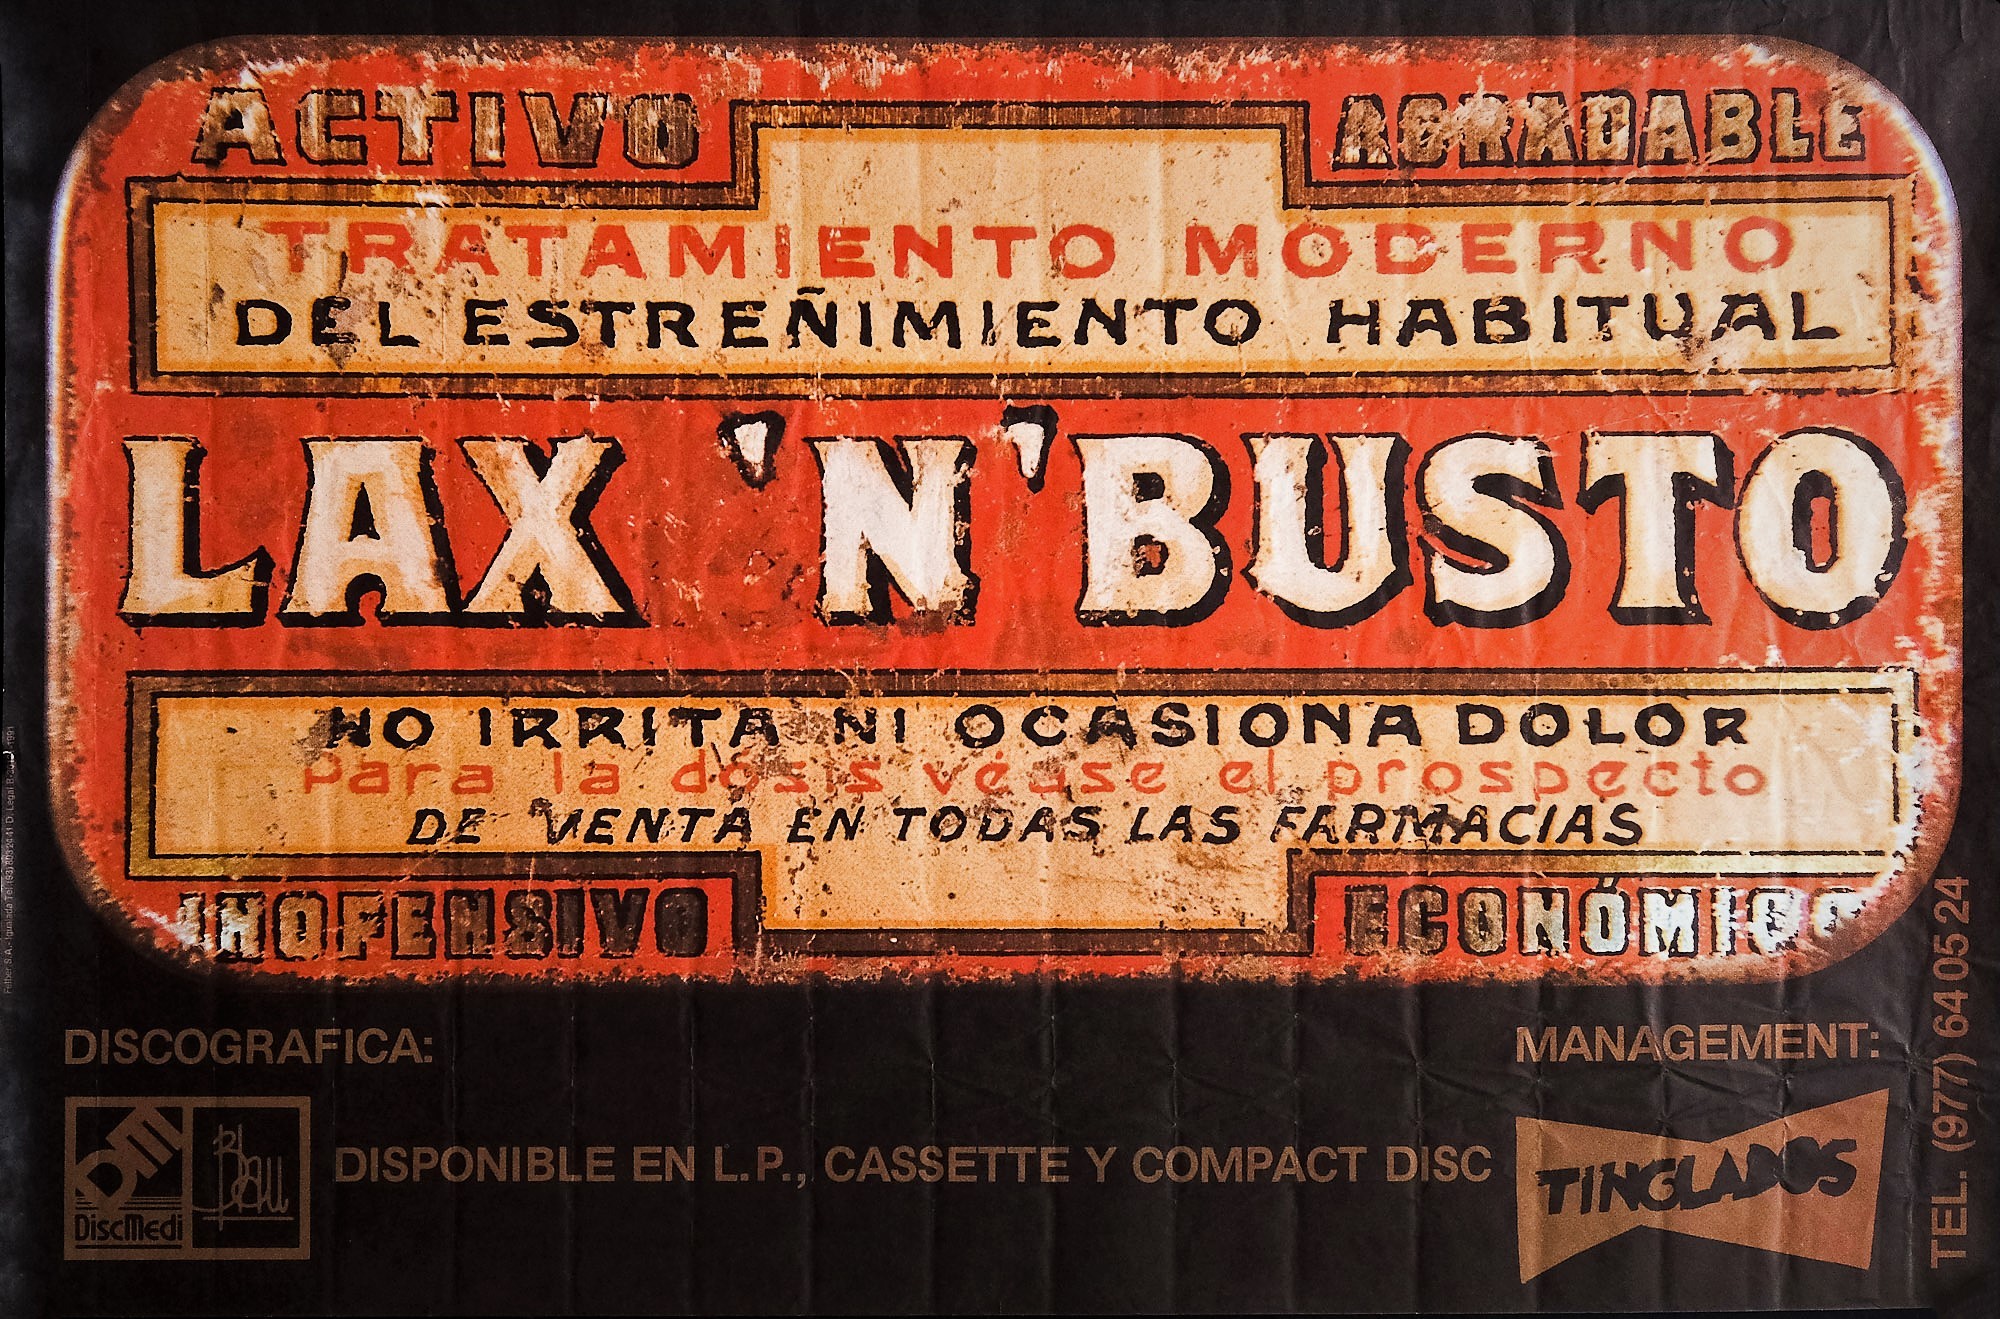 ACTIVO
AGRADABLE
TRATAMIENTO MODERNO
DEL ESTREÑIMIENTO HABITUAL
LAX 'N' BUSTO
NO IRRITA NI OCASIONA DOLOR
Para la dosis véase el prospecto
DE VENTA EN TODAS LAS FARMACIAS
INOFENSIVO
ECONÓMICO
DISCOGRAFICA:
MANAGEMENT:
DM
DiscMedi
Blau
DISPONIBLE EN L.P., CASSETTE Y COMPACT DISC
TINGLADOS
TEL. (977) 64 05 24